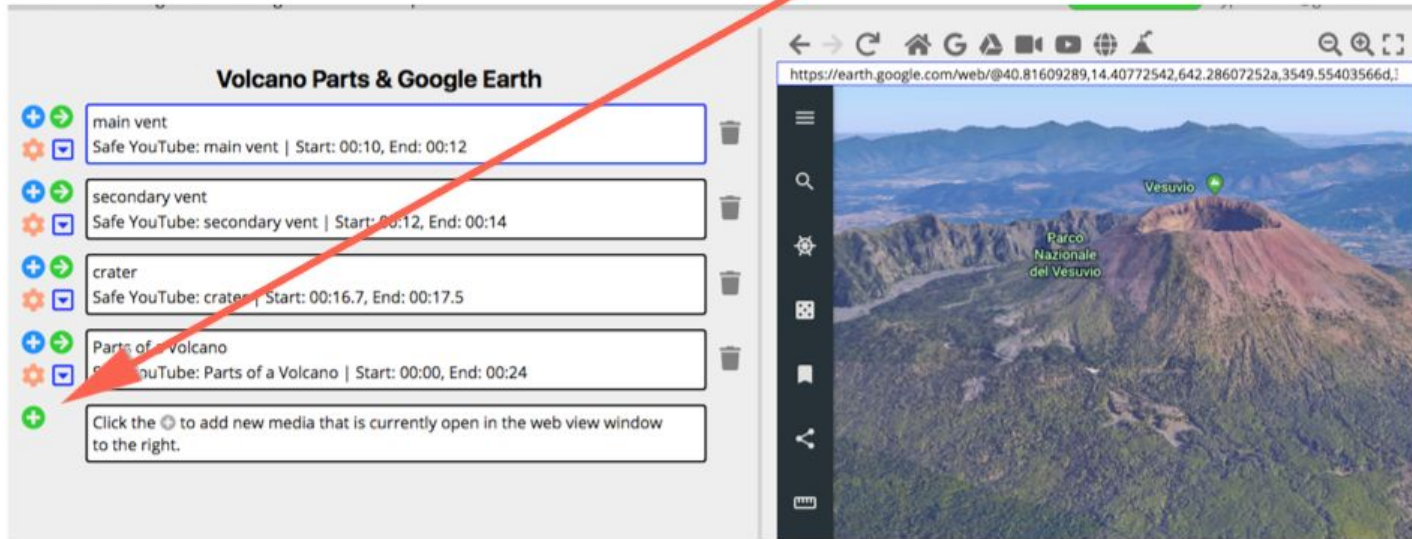 Volcano Parts & Google Earth
main vent
Safe YouTube: main vent | Start: 00:10, End: 00:12
secondary vent
Safe YouTube: secondary vent | Start: 00:12, End: 00:14
crater
Safe YouTube: crater | Start: 00:16.7, End: 00:17.5
Parts of a Volcano
YouTube: Parts of a Volcano | Start: 00:00, End: 00:24
Click the to add new media that is currently open in the web view window
to the right.
https://earth.google.com/web/@40.81609289,14.40772542,642.28607252a,3549.55403566d,
Vesuvio
Parco
Nazionale
del Vesuvio